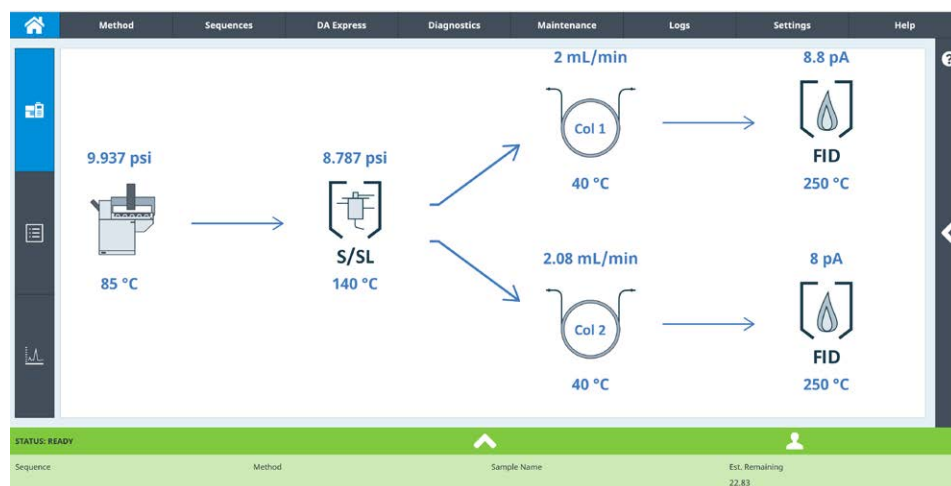 Method Sequences DA Express Diagnostics Maintenance Logs Settings Help
2 mL/min 8.8 pA
Col 1
FID
40 °C 250 °C
9.937 psi 8.787 psi
S/SL
85 °C 140 °C
2.08 mL/min 8 pA
Col 2
FID
40 °C 250 °C
STATUS: READY
Sequence Method Sample Name Est. Remaining
22.83